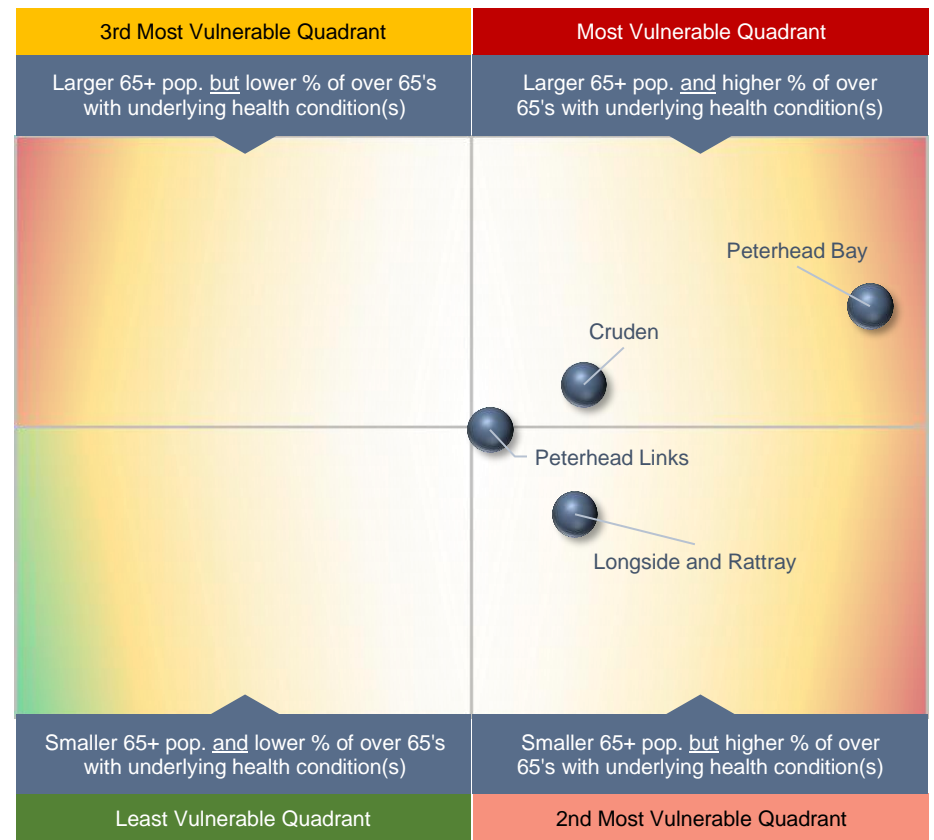 3rd Most Vulnerable Quadrant
Most Vulnerable Quadrant
Larger 65+ pop. but lower % of over 65's
with underlying health condition(s)
Larger 65+ pop. and higher % of over
65's with underlying health condition(s)
Peterhead Bay
Cruden
Peterhead Links
Longside and Rattray
Smaller 65+ pop. and lower % of over 65's
with underlying health condition(s)
Smaller 65+ pop. but higher % of over
65's with underlying health condition(s)
Least Vulnerable Quadrant
2nd Most Vulnerable Quadrant